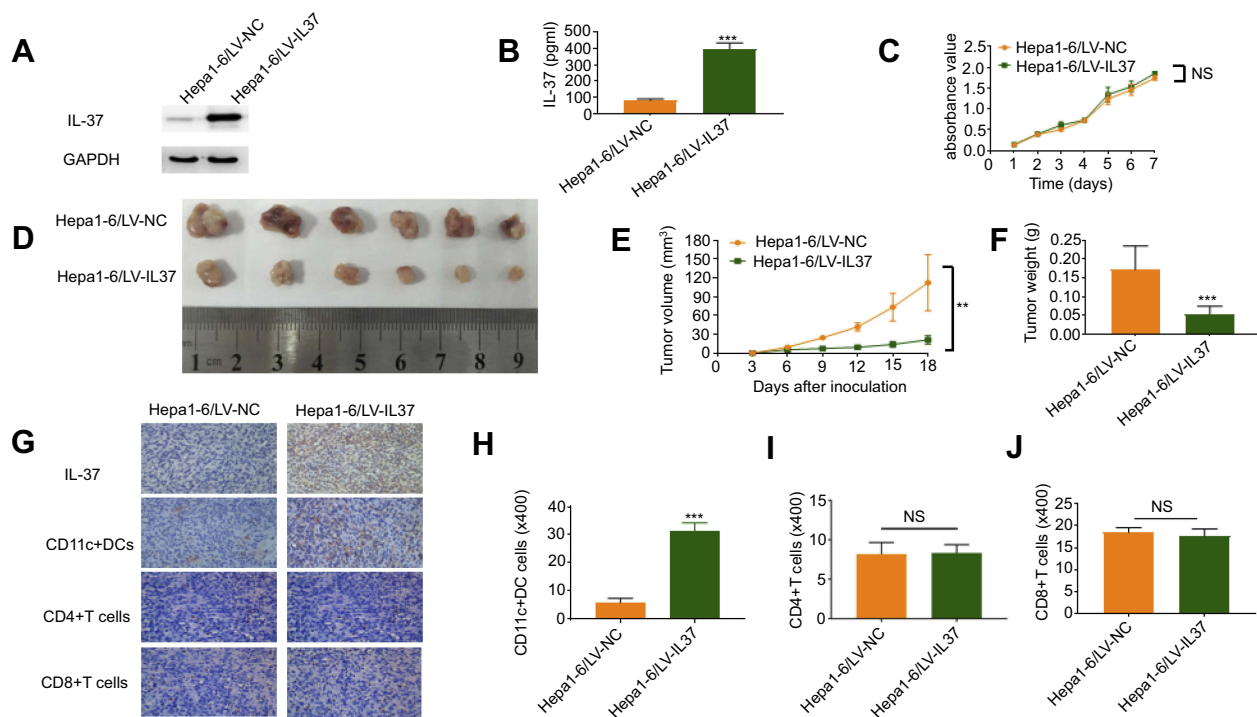 A
Hepa1-6/LV-NC
Hepa1-6/LV-IL37
IL-37
GAPDH
B
IL-37 (pgml)
500
400
300
200
100
0
***
Hepa1-6/LV-NC
Hepa1-6/LV-IL37
C
Hepa1-6/LV-NC
Hepa1-6/LV-IL37
absorbance value
2.5
2.0
1.5
1.0
0.5
0.0
NS
0 1 2 3 4 5 6 7
Time (days)
D
Hepa1-6/LV-NC
Hepa1-6/LV-IL37
1 cm 2 3 4 5 6 7 8 9
E
Hepa1-6/LV-NC
Hepa1-6/LV-IL37
Tumor volume (mm³)
180
150
120
90
60
30
0
**
0 3 6 9 12 15 18
Days after inoculation
F
Tumor weight (g)
0.25
0.20
0.15
0.10
0.05
0.00
***
Hepa1-6/LV-NC
Hepa1-6/LV-IL37
G
Hepa1-6/LV-NC
Hepa1-6/LV-IL37
IL-37
CD11c+DCs
CD4+T cells
CD8+T cells
H
CD11c+DC cells (x400)
40
30
20
10
0
***
Hepa1-6/LV-NC
Hepa1-6/LV-IL37
I
CD4+T cells (x400)
15
10
5
0
NS
Hepa1-6/LV-NC
Hepa1-6/LV-IL37
J
CD8+T cells (x400)
25
20
15
10
5
0
NS
Hepa1-6/LV-NC
Hepa1-6/LV-IL37